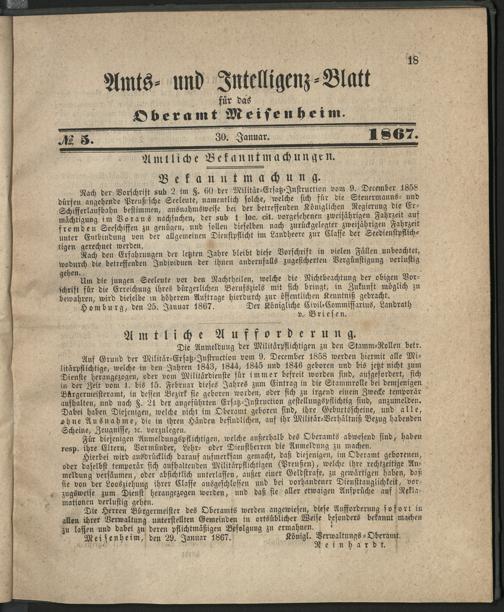 18
Amts- und Intelligenz-Blatt
für das
Oberamt Meisenheim.
№ 5. 30. Januar. 1867.
Amtliche Bekanntmachungen.
Bekanntmachung.
Nach der Vorschrift sub 2 im §. 60 der Militär-Ersatz-Instruction vom 9. December 1858
dürfen angehende Preußische Seeleute, namentlich solche, welche sich für die Steuermanns- und
Schifferlaufbahn bestimmen, ausnahmsweise bei der betreffenden Königlichen Regierung die Er-
mächtigung im Voraus nachsuchen, der sub 1 loc. cit. vorgesehenen zweijährigen Fahrzeit auf
fremden Seeschiffen zu genügen, und sollen dieselben nach zurückgelegter zweijährigen Fahrzeit
unter Entbindung von der allgemeinen Dienstpflicht im Landheere zur Classe der Seedienstpflich-
tigen gerechnet werden.
Nach den Erfahrungen der letzten Jahre bleibt diese Vorschrift in vielen Fällen unbeachtet,
wodurch die betreffenden Individuen der ihnen andernfalls zugesicherten Vergünstigung verlustig
gehen.
Um die jungen Seeleute vor den Nachtheilen, welche die Nichtbeachtung der obigen Vor-
schrift für die Erreichung ihres bürgerlichen Berufsziels mit sich bringt, in Zukunft möglich zu
bewahren, wird dieselbe in höherem Auftrage hierdurch zur öffentlichen Kenntniß gebracht.
Homburg, den 25. Januar 1867. Der Königliche Civil-Commissarius, Landrath
v. Briesen.
Amtliche Aufforderung.
Die Anmeldung der Militärpflichtigen zu den Stamm-Rollen betr.
Auf Grund der Militär-Ersatz-Instruction vom 9. December 1858 werden hiermit alle Mi-
litärpflichtige, welche in den Jahren 1843, 1844, 1845 und 1846 geboren und bis jetzt nicht zum
Dienste herangezogen, oder vom Militärdienste für immer befreit worden sind, aufgefordert, sich
in der Zeit vom 1. bis 15. Februar dieses Jahres zum Eintrag in die Stammrolle bei demjenigen
Bürgermeisteramt, in dessen Bezirk sie geboren worden, oder sich zu irgend einem Zwecke temporär
aufhalten, und nach §. 21 der angeführten Ersatz-Instruction gestellungspflichtig sind, anzumelden.
Dabei haben Diejenigen, welche nicht im Oberamt geboren sind, ihre Geburtscheine, und alle,
ohne Ausnahme, die in ihren Händen befindlichen, auf ihr Militär-Verhältniß Bezug habenden
Scheine, Zeugnisse, ꝛc. vorzulegen.
Für diejenigen Anmeldungspflichtigen, welche außerhalb des Oberamts abwesend sind, haben
resp. ihre Eltern, Vormünder, Lehr- oder Dienstherren die Anmeldung zu machen.
Hierbei wird ausdrücklich darauf aufmerksam gemacht, daß diejenigen, im Oberamt geborenen,
oder daselbst temporär sich aufhaltenden Militärpflichtigen (Preußen), welche ihre rechtzeitige An-
meldung versäumen, oder absichtlich unterlassen, außer einer Geldstrafe, zu gewärtigen haben, daß
sie von der Loosziehung ihrer Classe ausgeschlossen und bei vorhandener Diensttauglichkeit, vor-
zugsweise zum Dienst herangezogen werden, und daß sie aller etwaigen Ansprüche auf Rekla-
mationen verlustig gehen.
Die Herren Bürgermeister des Oberamts werden angewiesen, diese Aufforderung sofort in
allen ihrer Verwaltung unterstellten Gemeinden in ortsüblicher Weise besonders bekannt machen
zu lassen und dabei zu deren pflichtmäßigen Befolgung zu ermahnen.
Meisenheim, den 29. Januar 1867. Königl. Verwaltungs-Oberamt.
Reinhardt.